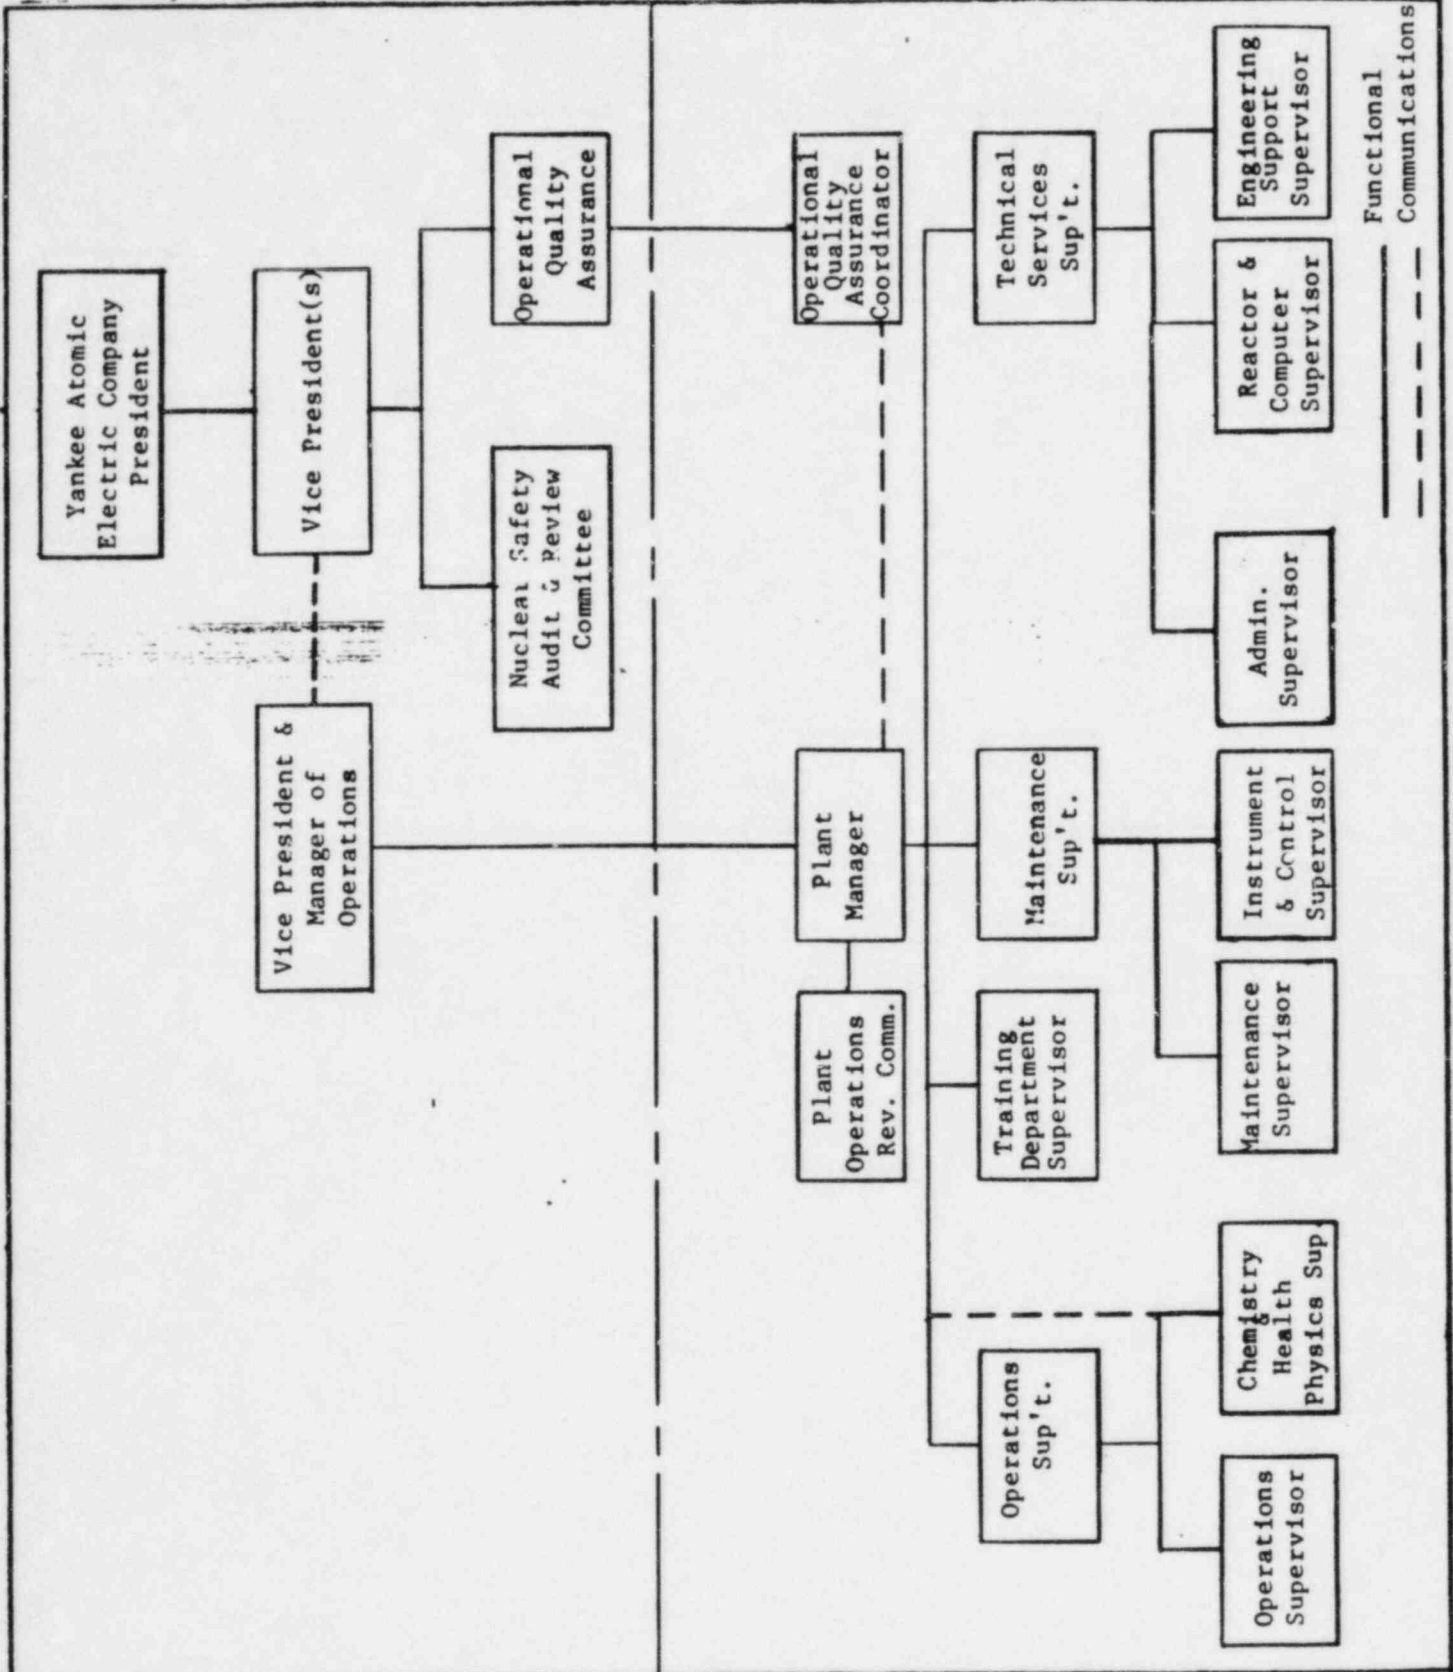 Yankee Atomic
Electric Company
President
Vice President &
Manager of
Operations
Vice President(s)
Nuclear Safety
Audit & Review
Committee
Operational
Quality
Assurance
Plant
Operations
Rev. Comm.
Plant
Manager
Operational
Quality
Assurance
Coordinator
Operations
Sup't.
Training
Department
Supervisor
Maintenance
Sup't.
Technical
Services
Sup't.
Operations
Supervisor
Chemistry
&
Health
Physics Sup.
Maintenance
Supervisor
Instrument
& Control
Supervisor
Admin.
Supervisor
Reactor &
Computer
Supervisor
Engineering
Support
Supervisor
Functional
Communications